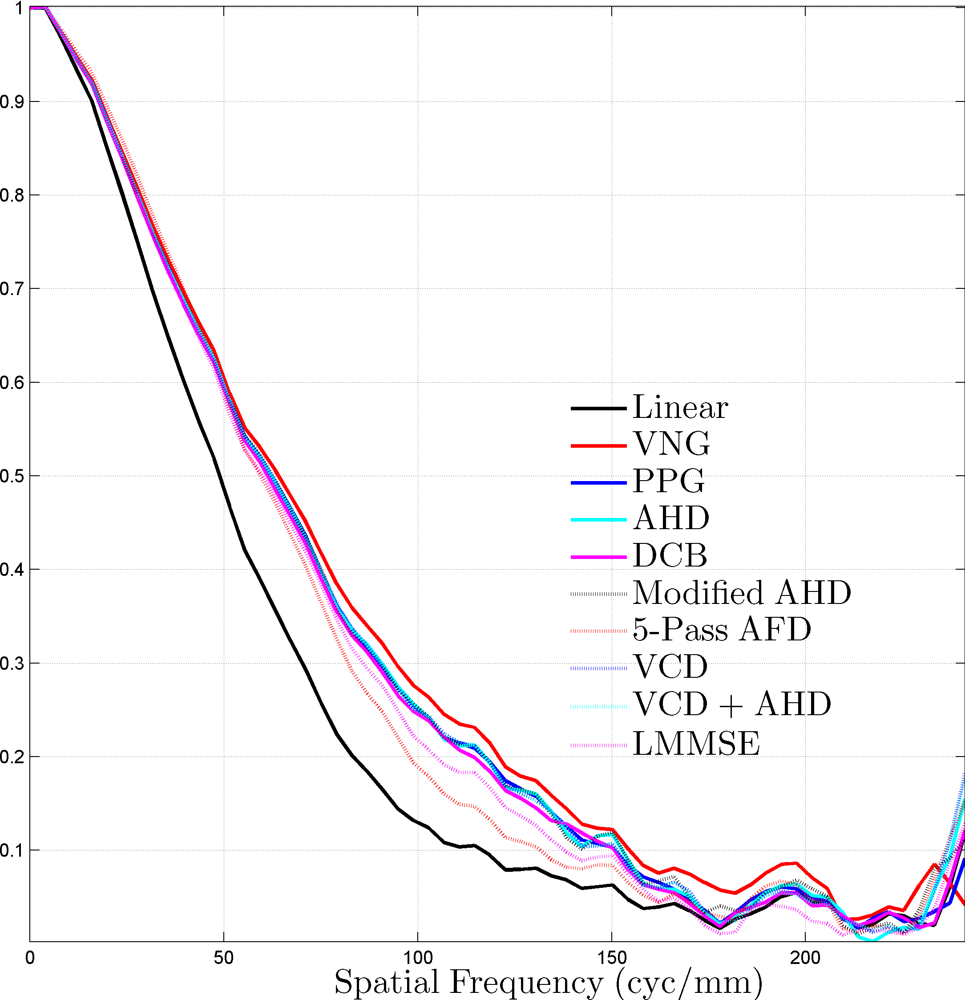 1
0.9
0.8
0.7
0.6
0.5
0.4
0.3
0.2
0.1
Linear
VNG
PPG
AHD
DCB
Modified AHD
5-Pass AFD
VCD
VCD + AHD
LMMSE
0 50 100 150 200
Spatial Frequency (cyc/mm)